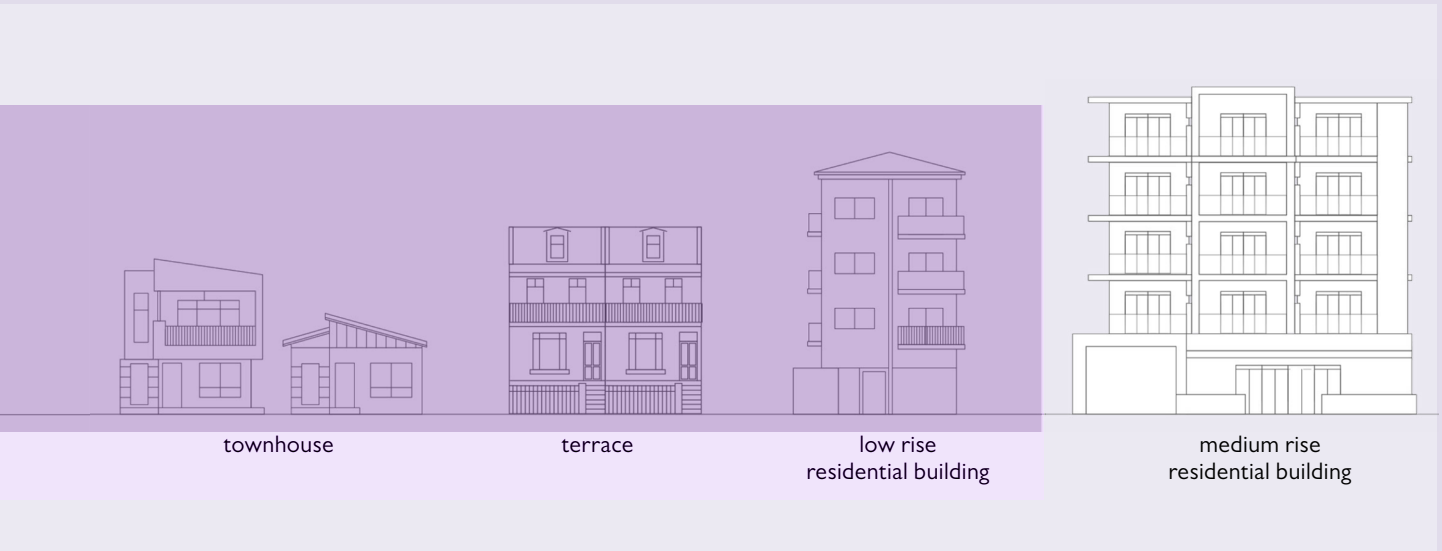 townhouse
terrace
low rise
residential building
medium rise
residential building